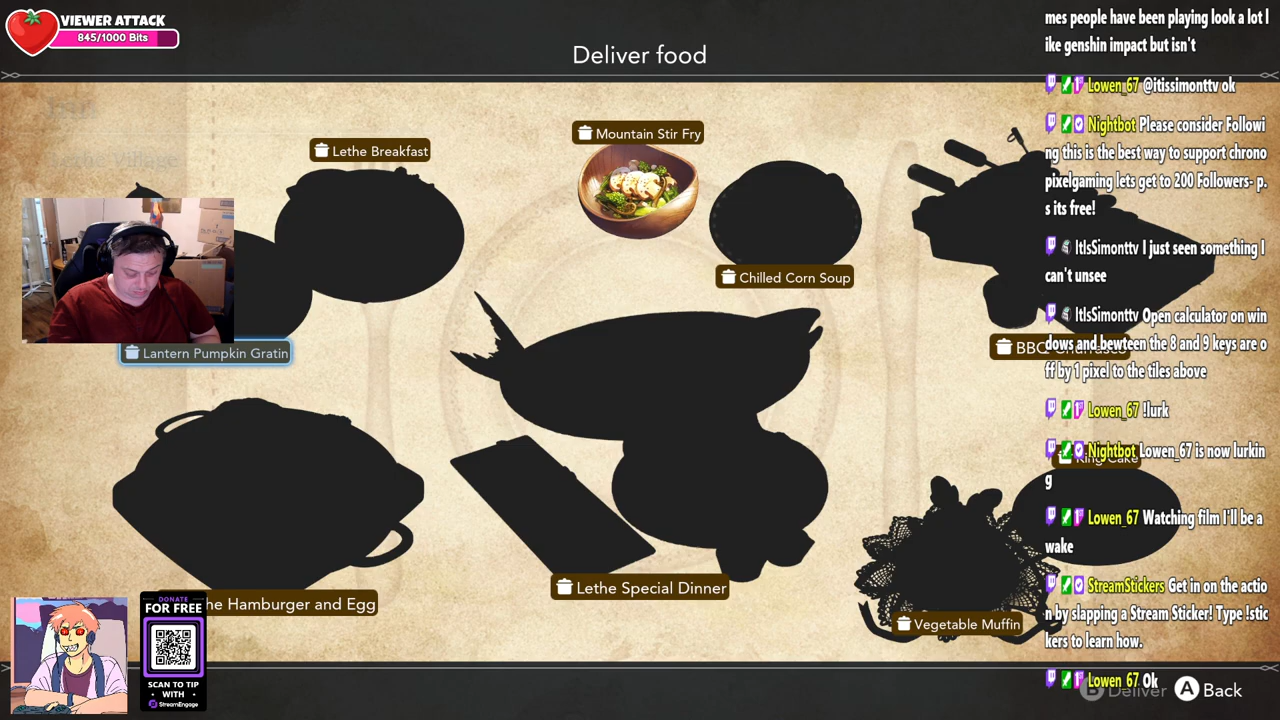 VIEWER ATTACK
845/1000 Bits
Deliver food
Lethe Breakfast
Mountain Stir Fry
Chilled Corn Soup
Lantern Pumpkin Gratin
BBQ Churrasco
King Cake
he Hamburger and Egg
Lethe Special Dinner
Vegetable Muffin
DONATE
FOR FREE
SCAN TO TIP
WITH
StreamEngage
Deliver
A Back
mes people have been playing look a lot l
ike genshin impact but isn't
Lowen_67 @itissimonttv ok
Nightbot Please consider Followi
ng this is the best way to support chrono
pixelgaming lets get to 200 Followers- p.
s its free!
ItIsSimonttv I just seen something I
can't unsee
ItIsSimonttv Open calculator on win
dows and bewteen the 8 and 9 keys are o
ff by 1 pixel to the tiles above
Lowen_67 !lurk
Nightbot Lowen_67 is now lurkin
g
Lowen_67 Watching film I'll be a
wake
StreamStickers Get in on the actio
n by slapping a Stream Sticker! Type !stic
kers to learn how.
Lowen_67 Ok